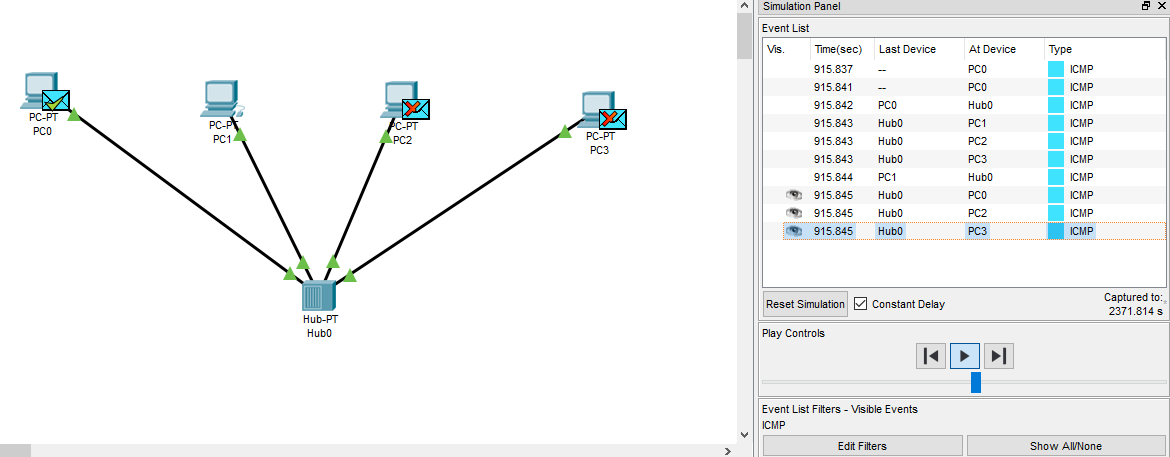 Simulation Panel
Event List
Vis. Time(sec) Last Device At Device Type
915.837 -- PC0 ICMP
915.841 -- PC0 ICMP
915.842 PC0 Hub0 ICMP
915.843 Hub0 PC1 ICMP
915.843 Hub0 PC2 ICMP
915.843 Hub0 PC3 ICMP
915.844 PC1 Hub0 ICMP
915.845 Hub0 PC0 ICMP
915.845 Hub0 PC2 ICMP
915.845 Hub0 PC3 ICMP
Reset Simulation Constant Delay Captured to:
2371.814 s
Play Controls
Event List Filters - Visible Events
ICMP
Edit Filters Show All/None
PC-PT
PC0
PC-PT
PC1
PC-PT
PC2
PC-PT
PC3
Hub-PT
Hub0